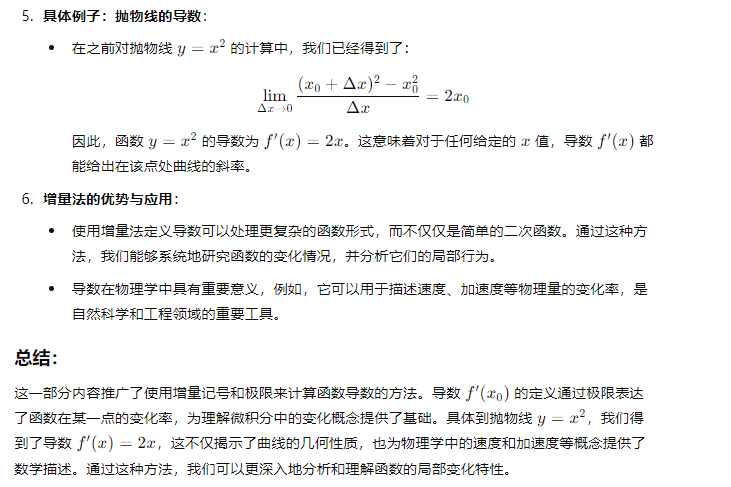 5. 具体例子：抛物线的导数：
• 在之前对抛物线 y = x² 的计算中，我们已经得到了：
lim_{Δx→0} ((x₀ + Δx)² − x₀²) / Δx = 2x₀
因此，函数 y = x² 的导数为 f′(x) = 2x。这意味着对于任何给定的 x 值，导数 f′(x) 都
能给出在该点处曲线的斜率。
6. 增量法的优势与应用：
• 使用增量法定义导数可以处理更复杂的函数形式，而不仅仅是简单的二次函数。通过这种方
法，我们能够系统地研究函数的变化情况，并分析它们的局部行为。
• 导数在物理学中具有重要意义，例如，它可以用于描述速度、加速度等物理量的变化率，是
自然科学和工程领域的重要工具。
总结：
这一部分内容推广了使用增量记号和极限来计算函数导数的方法。导数 f′(x₀) 的定义通过极限表达
了函数在某一点的变化率，为理解微积分中的变化概念提供了基础。具体到抛物线 y = x²，我们得
到了导数 f′(x) = 2x，这不仅揭示了曲线的几何性质，也为物理学中的速度和加速度等概念提供了
数学描述。通过这种方法，我们可以更深入地分析和理解函数的局部变化特性。